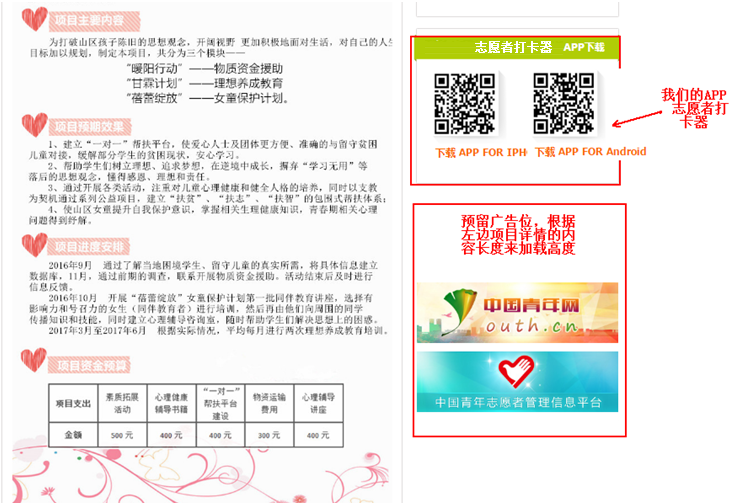 项目主要内容
为打破山区孩子陈旧的思想观念，开阔视野 更加积极地面对生活，对自己的人生
目标加以规划，制定本项目，共分为三个模块——
“暖阳行动”——物质资金援助
“甘霖计划”——理想养成教育
“蓓蕾绽放”——女童保护计划。
项目预期效果
1、建立“一对一”帮扶平台，使爱心人士及团体更方便、准确的与留守贫困
儿童对接，缓解部分学生的贫困现状，安心学习。
2、帮助学生们树立理想、追求梦想，在逆境中成长，摒弃“学习无用”等
落后的思想观念，懂得感恩、理想和责任。
3、通过开展各类活动，注重对儿童心理健康和健全人格的培养，同时以支教
为契机通过系列公益项目，建立“扶贫”、“扶志”、“扶智”的包围式帮扶体系；
4、使山区女童提升自我保护意识，掌握相关生理健康知识，青春期相关心理
问题得到纾解。
项目进度安排
2016年9月 通过了解当地困境学生、留守儿童的真实所需，将具体信息建立
数据库，11月，通过前期的调查，联系开展物质资金援助。活动结束后及时进行
信息反馈。
2016年10月 开展“蓓蕾绽放”女童保护计划第一批同伴教育讲座，选择有
影响力和号召力的女生（同伴教育者）进行培训，然后再由他们向周围的同学
传播知识和技能，同时建立心理辅导咨询室，随时帮助学生们解决思想上的困惑。
2017年3月至2017年6月 根据实际情况，平均每月进行两次理想养成教育培训。
项目资金预算
项目支出 素质拓展活动 心理健康辅导书籍 “一对一”帮扶平台建设 物资运输费用 心理辅导讲座
金额 500 元 400 元 400 元 300 元 400 元
志愿者打卡器 APP下载
下载 APP FOR IPH 下载 APP FOR Android
我们的APP
志愿者打
卡器
预留广告位，根据
左边项目详情的内
容长度来加载高度
中国青年网
outh.cn
中国青年志愿者管理信息平台